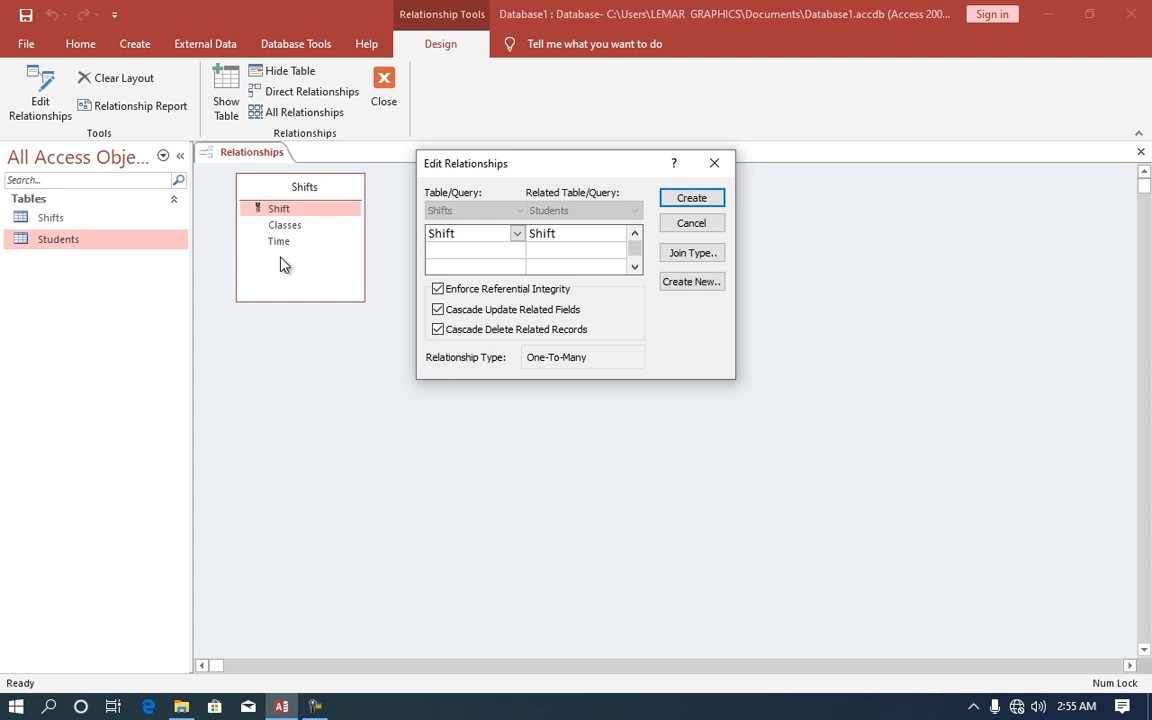 Relationship Tools
Database1 : Database- C:\Users\LEMAR GRAPHICS\Documents\Database1.accdb (Access 200...
Sign in
File
Home
Create
External Data
Database Tools
Help
Design
Tell me what you want to do
Edit
Relationships
Clear Layout
Relationship Report
Tools
Show
Table
Hide Table
Direct Relationships
All Relationships
Close
Relationships
All Access Obje...
Search...
Tables
Shifts
Students
Relationships
Shifts
Shift
Classes
Time
Edit Relationships
?
Table/Query:
Related Table/Query:
Shifts
Students
Shift
Shift
Create
Cancel
Join Type..
Create New..
Enforce Referential Integrity
Cascade Update Related Fields
Cascade Delete Related Records
Relationship Type:
One-To-Many
Ready
Num Lock
2:55 AM